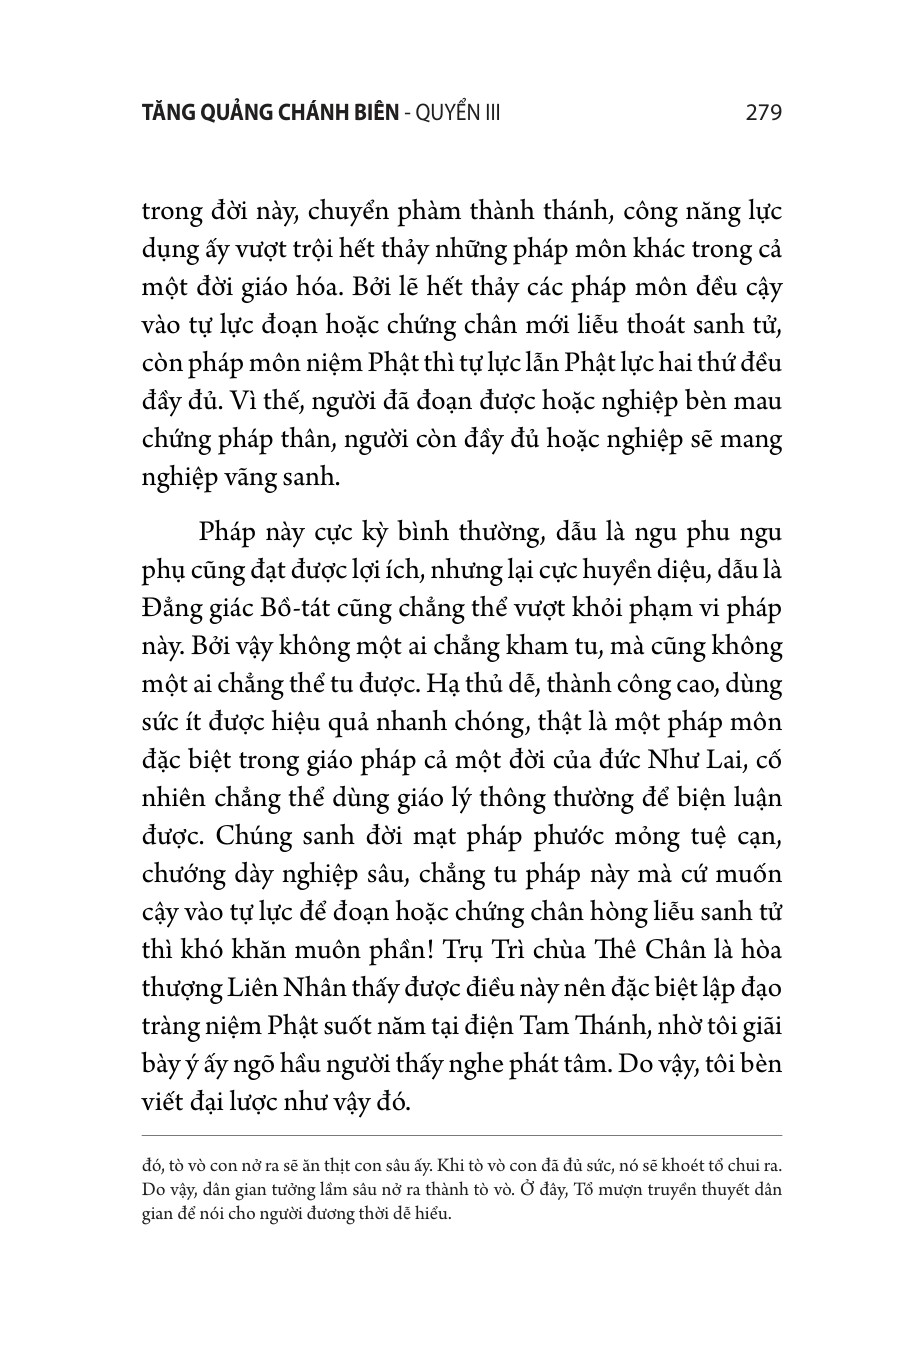 TĂNG QUẢNG CHÁNH BIÊN - QUYỂN III 279
trong đời này, chuyển phàm thành thánh, công năng lực
dụng ấy vượt trội hết thảy những pháp môn khác trong cả
một đời giáo hóa. Bởi lẽ hết thảy các pháp môn đều cậy
vào tự lực đoạn hoặc chứng chân mới liễu thoát sanh tử,
còn pháp môn niệm Phật thì tự lực lẫn Phật lực hai thứ đều
đầy đủ. Vì thế, người đã đoạn được hoặc nghiệp bèn mau
chứng pháp thân, người còn đầy đủ hoặc nghiệp sẽ mang
nghiệp vãng sanh.
Pháp này cực kỳ bình thường, dẫu là ngu phu ngu
phụ cũng đạt được lợi ích, nhưng lại cực huyền diệu, dẫu là
Đẳng giác Bồ-tát cũng chẳng thể vượt khỏi phạm vi pháp
này. Bởi vậy không một ai chẳng kham tu, mà cũng không
một ai chẳng thể tu được. Hạ thủ dễ, thành công cao, dùng
sức ít được hiệu quả nhanh chóng, thật là một pháp môn
đặc biệt trong giáo pháp cả một đời của đức Như Lai, cố
nhiên chẳng thể dùng giáo lý thông thường để biện luận
được. Chúng sanh đời mạt pháp phước mỏng tuệ cạn,
chướng dày nghiệp sâu, chẳng tu pháp này mà cứ muốn
cậy vào tự lực để đoạn hoặc chứng chân hòng liễu sanh tử
thì khó khăn muôn phần! Trụ Trì chùa Thê Chân là hòa
thượng Liên Nhân thấy được điều này nên đặc biệt lập đạo
tràng niệm Phật suốt năm tại điện Tam Thánh, nhờ tôi giãi
bày ý ấy ngõ hầu người thấy nghe phát tâm. Do vậy, tôi bèn
viết đại lược như vậy đó.
đó, tò vò con nở ra sẽ ăn thịt con sâu ấy. Khi tò vò con đã đủ sức, nó sẽ khoét tổ chui ra.
Do vậy, dân gian tưởng lầm sâu nở ra thành tò vò. Ở đây, Tổ mượn truyền thuyết dân
gian để nói cho người đương thời dễ hiểu.